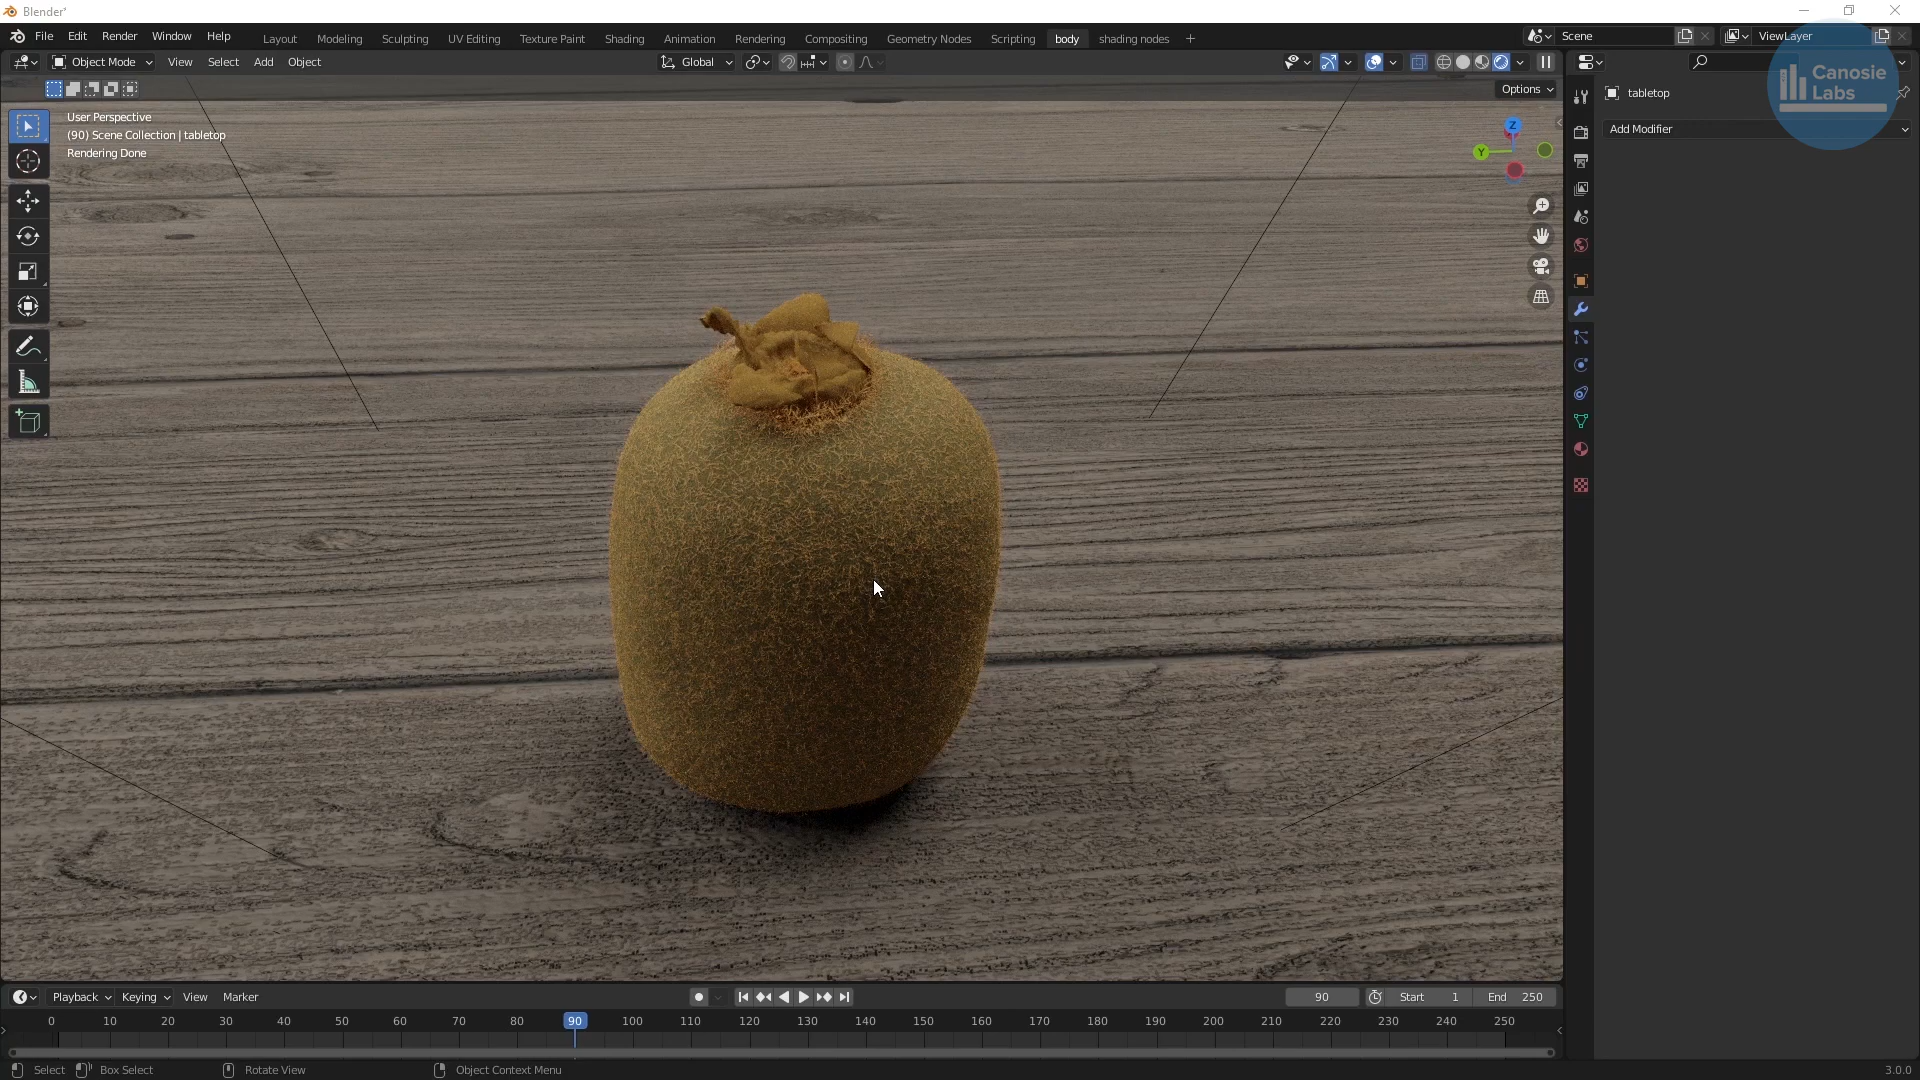 Blender*
File Edit Render Window Help
Layout Modeling Sculpting UV Editing Texture Paint Shading Animation Rendering Compositing Geometry Nodes Scripting body shading nodes +
Scene
ViewLayer
Object Mode View Select Add Object
Global
Options
Canosie
Labs
User Perspective
(90) Scene Collection | tabletop
Rendering Done
Z
Y
tabletop
Add Modifier
Playback Keying View Marker
90 Start 1 End 250
0 10 20 30 40 50 60 70 80 90 100 110 120 130 140 150 160 170 180 190 200 210 220 230 240 250
Select Box Select Rotate View Object Context Menu
3.0.0